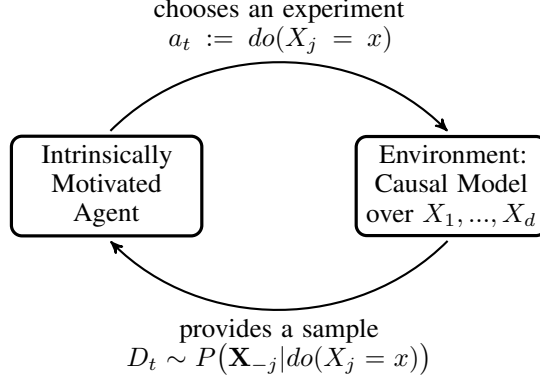 chooses an experiment
a_t := do(X_j = x)
Intrinsically
Motivated
Agent
Environment:
Causal Model
over X_1, ..., X_d
provides a sample
D_t ∼ P(𝐗_{−j}|do(X_j = x))